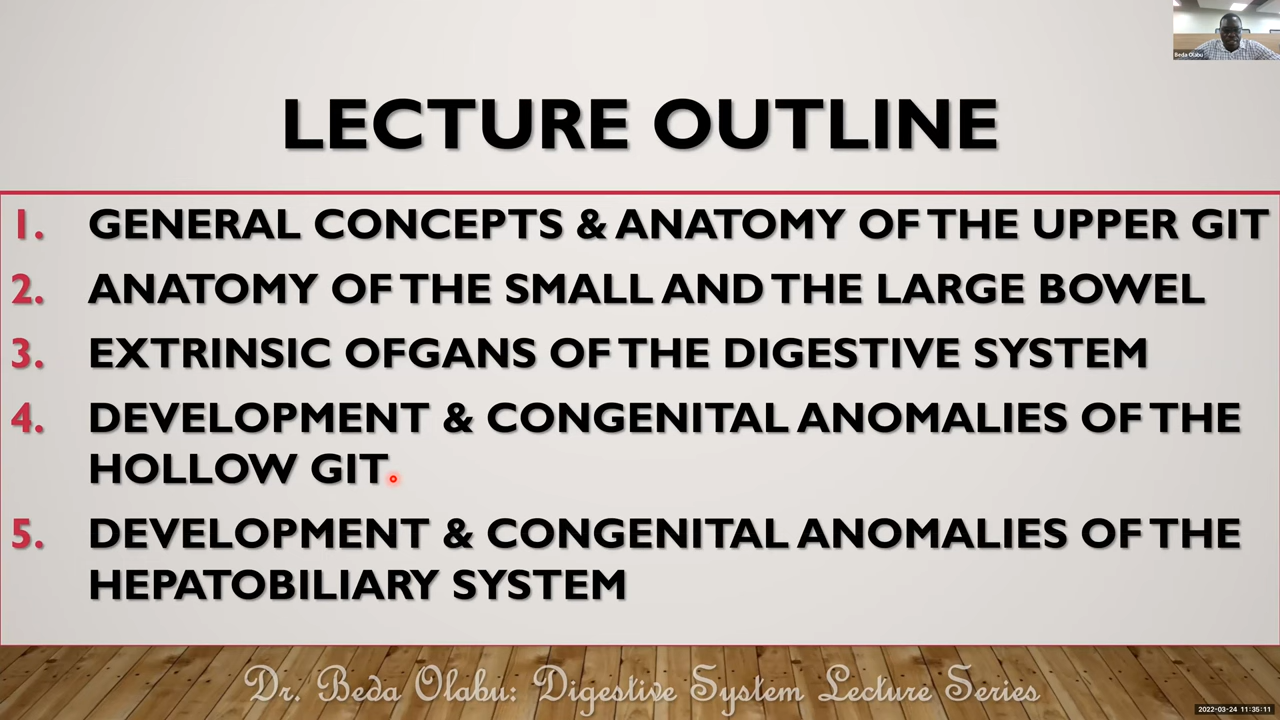 Beda Olabu
LECTURE OUTLINE
1. GENERAL CONCEPTS & ANATOMY OF THE UPPER GIT
2. ANATOMY OF THE SMALL AND THE LARGE BOWEL
3. EXTRINSIC OFGANS OF THE DIGESTIVE SYSTEM
4. DEVELOPMENT & CONGENITAL ANOMALIES OF THE
HOLLOW GIT.
5. DEVELOPMENT & CONGENITAL ANOMALIES OF THE
HEPATOBILIARY SYSTEM
Dr. Beda Olabu: Digestive System Lecture Series
2022-03-24 11:35:11